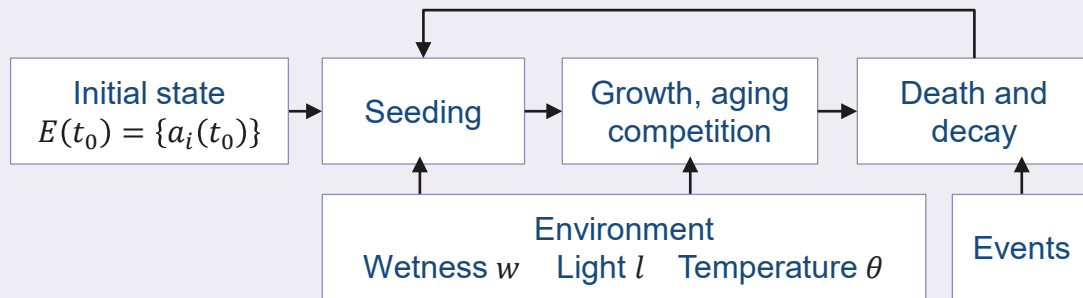 Initial state
E(t₀) = {aᵢ(t₀)}
Seeding
Growth, aging
competition
Death and
decay
Environment
Wetness w Light l Temperature θ
Events